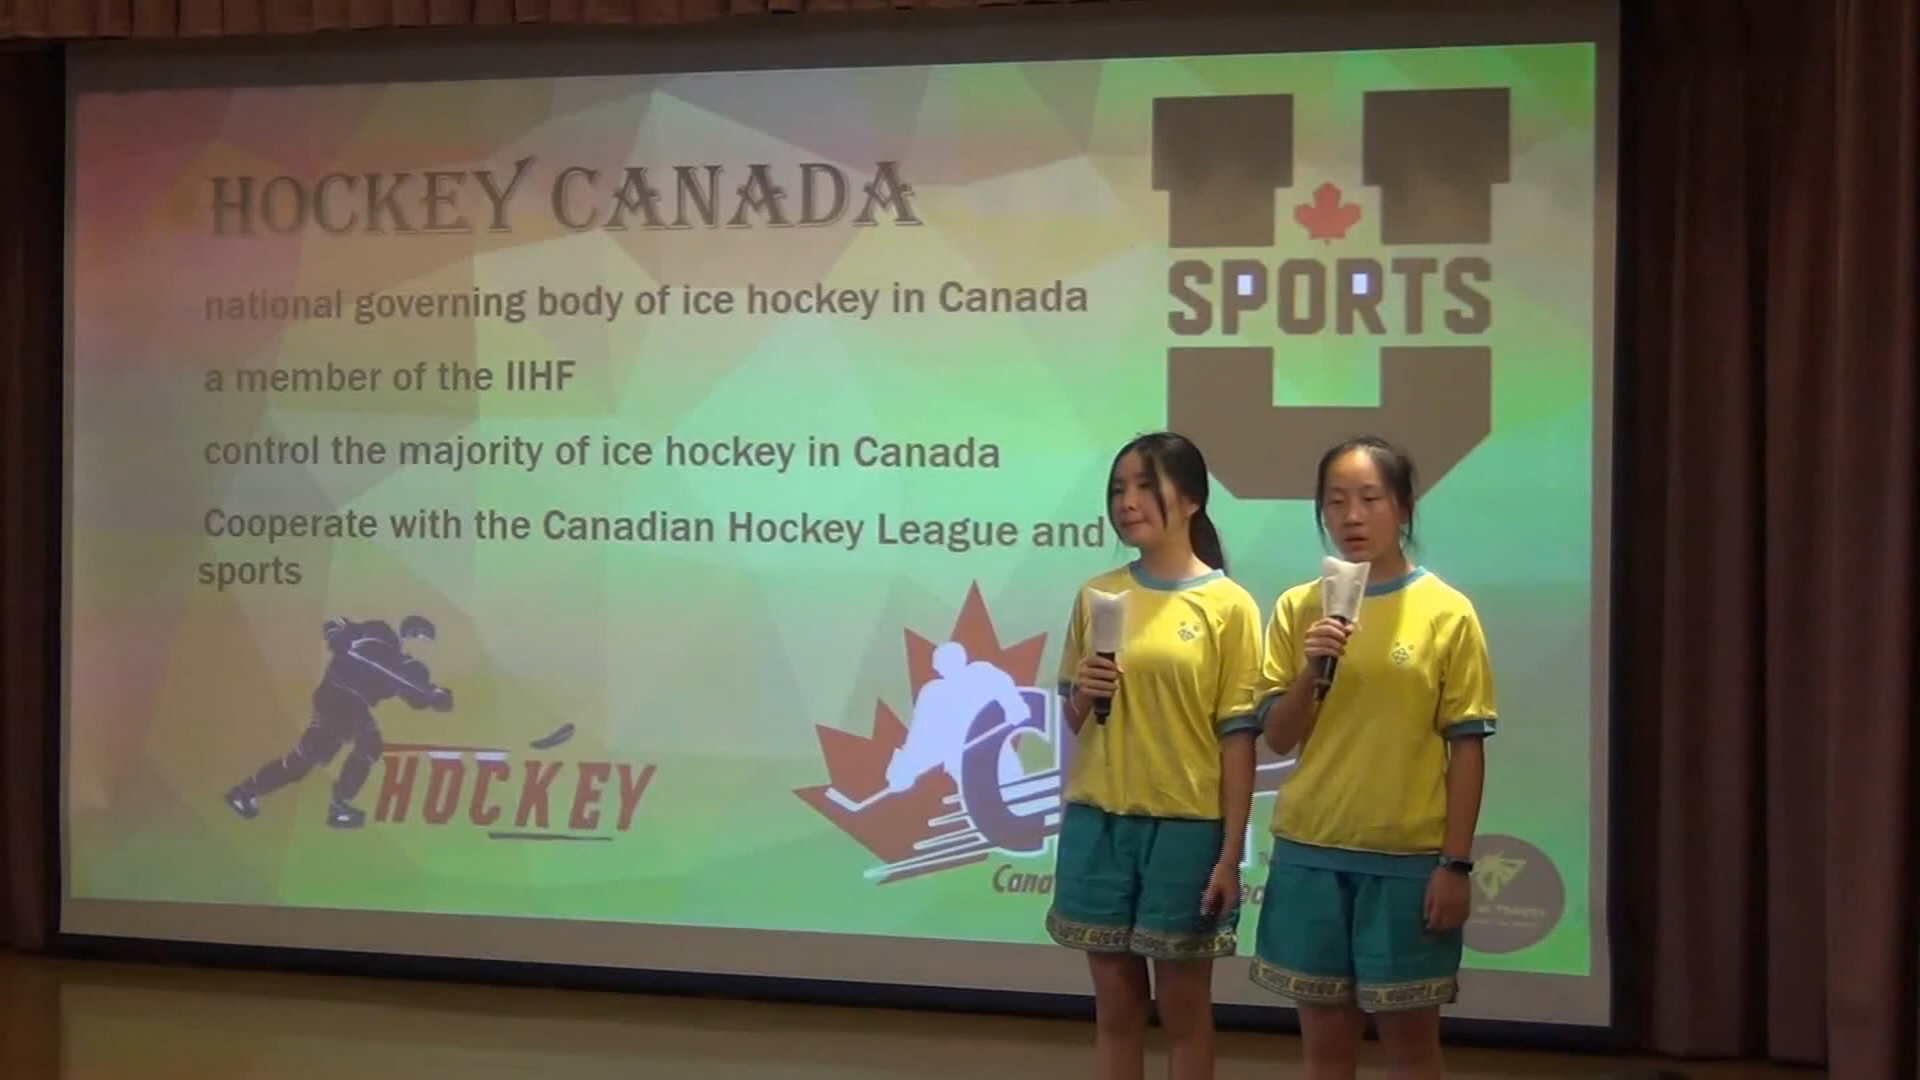 HOCKEY CANADA
national governing body of ice hockey in Canada
a member of the IIHF
control the majority of ice hockey in Canada
Cooperate with the Canadian Hockey League and
sports
U
SPORTS
HOCKEY